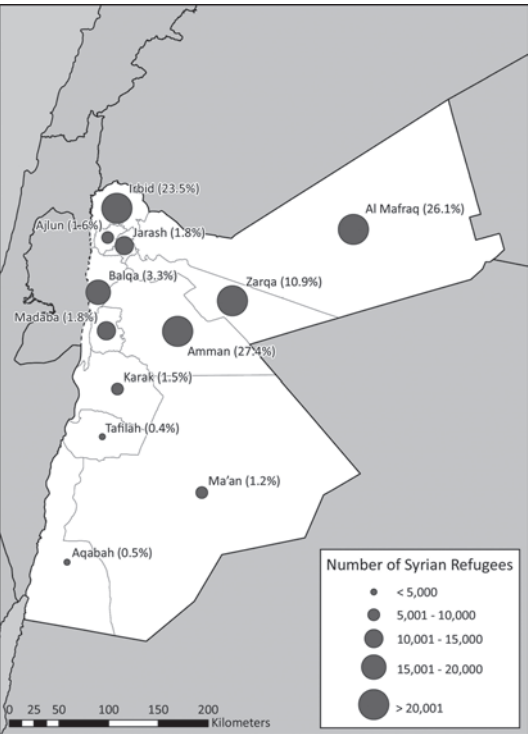 Irbid (23.5%)
Al Mafraq (26.1%)
Ajlun (1.6%)
Jarash (1.8%)
Balqa (3.3%)
Zarqa (10.9%)
Madaba (1.8%)
Amman (27.4%)
Karak (1.5%)
Tafilah (0.4%)
Ma'an (1.2%)
Aqabah (0.5%)
Number of Syrian Refugees
< 5,000
5,001 - 10,000
10,001 - 15,000
15,001 - 20,000
> 20,001
0 25 50 100 150 200
Kilometers